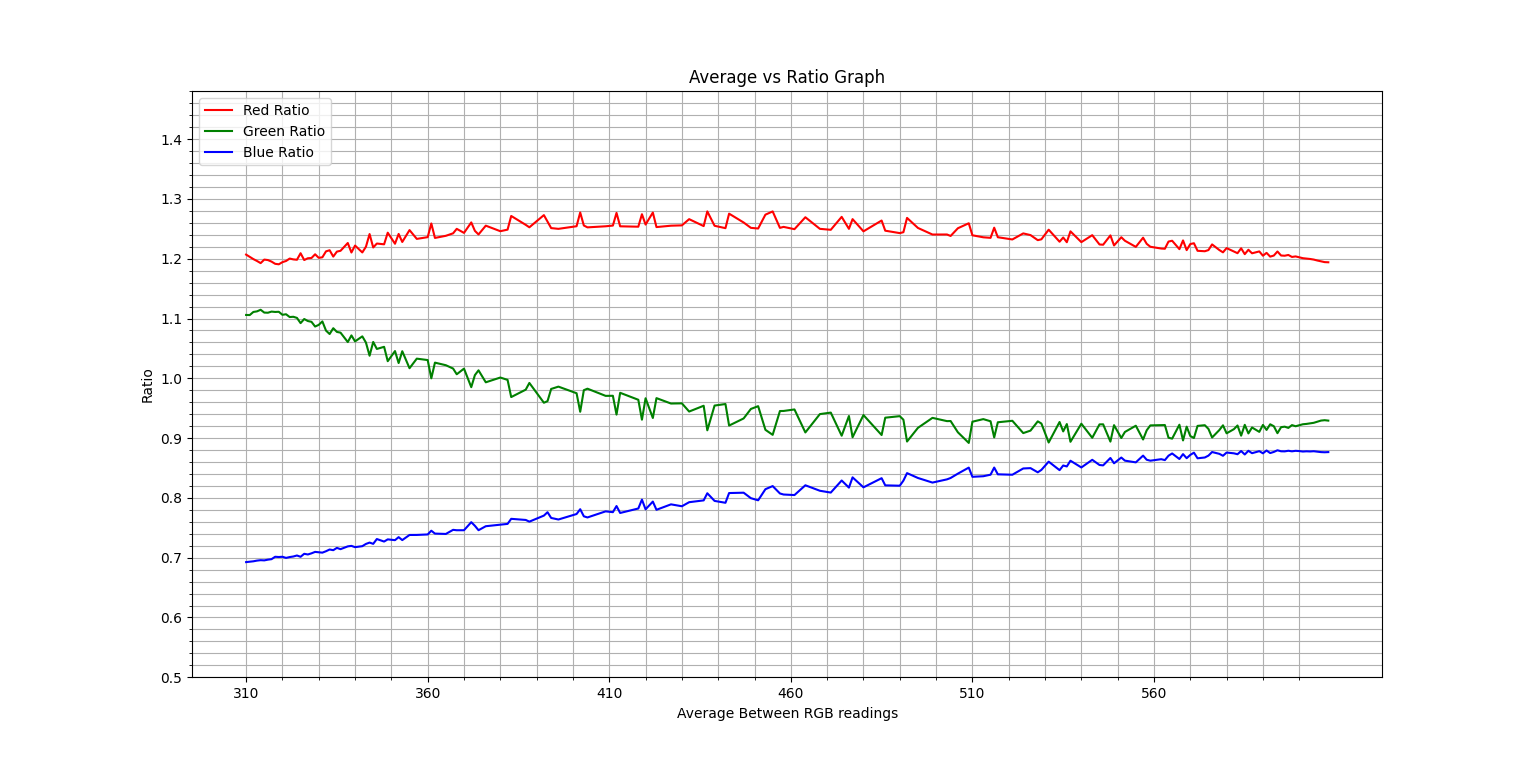 Average vs Ratio Graph
Red Ratio
Green Ratio
Blue Ratio
1.4
1.3
1.2
1.1
1.0
0.9
0.8
0.7
0.6
0.5
Ratio
310 360 410 460 510 560
Average Between RGB readings